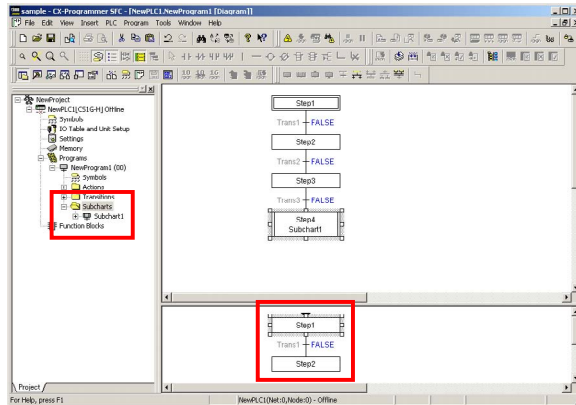 sample - CX-Programmer SFC - [NewPLC1.NewProgram1 [Diagram]]
File Edit View Insert PLC Program Tools Window Help
NewProject
NewPLC1[CS1G-H] Offline
Symbols
IO Table and Unit Setup
Settings
Memory
Programs
NewProgram1 (00)
Symbols
Actions
Transitions
Subcharts
Subchart1
Function Blocks
Project
Step1
Trans1 FALSE
Step2
Trans2 FALSE
Step3
Trans3 FALSE
Step4
Subchart1
Step1
Trans1 FALSE
Step2
For Help, press F1
NewPLC1(Net:0,Node:0) - Offline